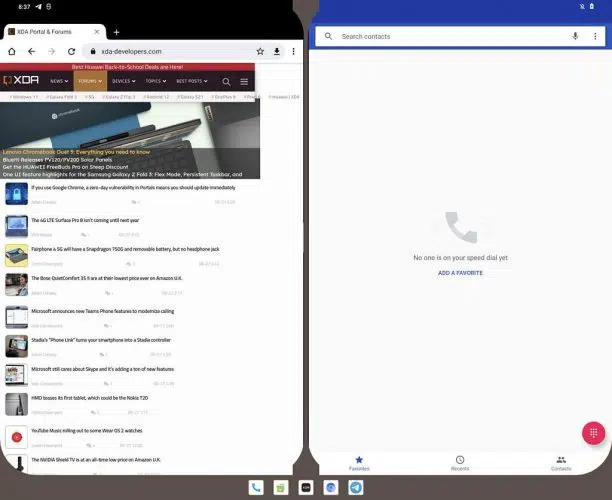 8:37
XDA Portal & Forums
xda-developers.com
Best Huawei Back-to-School Deals are Here!
XDA NEWS FORUMS DEVICES TOPICS BEST POSTS
Windows 11 Galaxy Fold 3 5G Galaxy Z Flip 3 Android 12 Galaxy S21 OnePlus 9
chromebook
Lenovo Chromebook Duet 5: Everything you need to know
Bluetti Releases PV120/PV200 Solar Panels
Get the HUAWEI FreeBuds Pro on Steep Discount
One UI feature highlights for the Samsung Galaxy Z Fold 3: Flex Mode, Persistent Taskbar, and
If you use Google Chrome, a zero-day vulnerability in Portals means you should update immediately
The 4G LTE Surface Pro 8 isn't coming until next year
Fairphone 4 5G will have a Snapdragon 750G and removable battery, but no headphone jack
The Bose QuietComfort 35 II are at their lowest price ever on Amazon U.K.
Microsoft announces new Teams Phone features to modernize calling
Stadia's "Phone Link" turns your smartphone into a Stadia controller
Microsoft still cares about Skype and it's adding a ton of new features
HMD teases its first tablet, which could be the Nokia T20
YouTube Music rolling out to some Wear OS 2 watches
The NVIDIA Shield TV is at an all-time low price on Amazon U.K.
Search contacts
No one is on your speed dial yet
ADD A FAVORITE
Favorites
Recents
Contacts